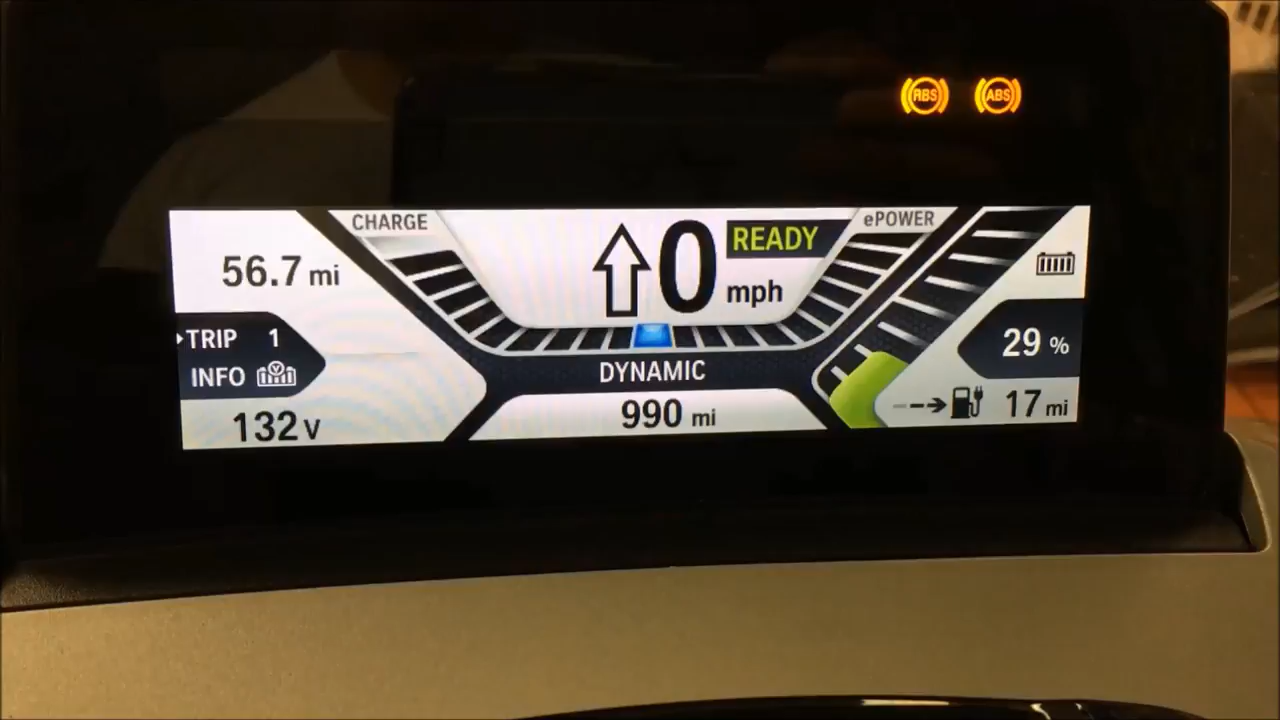 RBS ABS
CHARGE
ePOWER
56.7 mi
0
READY
mph
TRIP 1
INFO
29 %
DYNAMIC
132 V
990 mi
17 mi